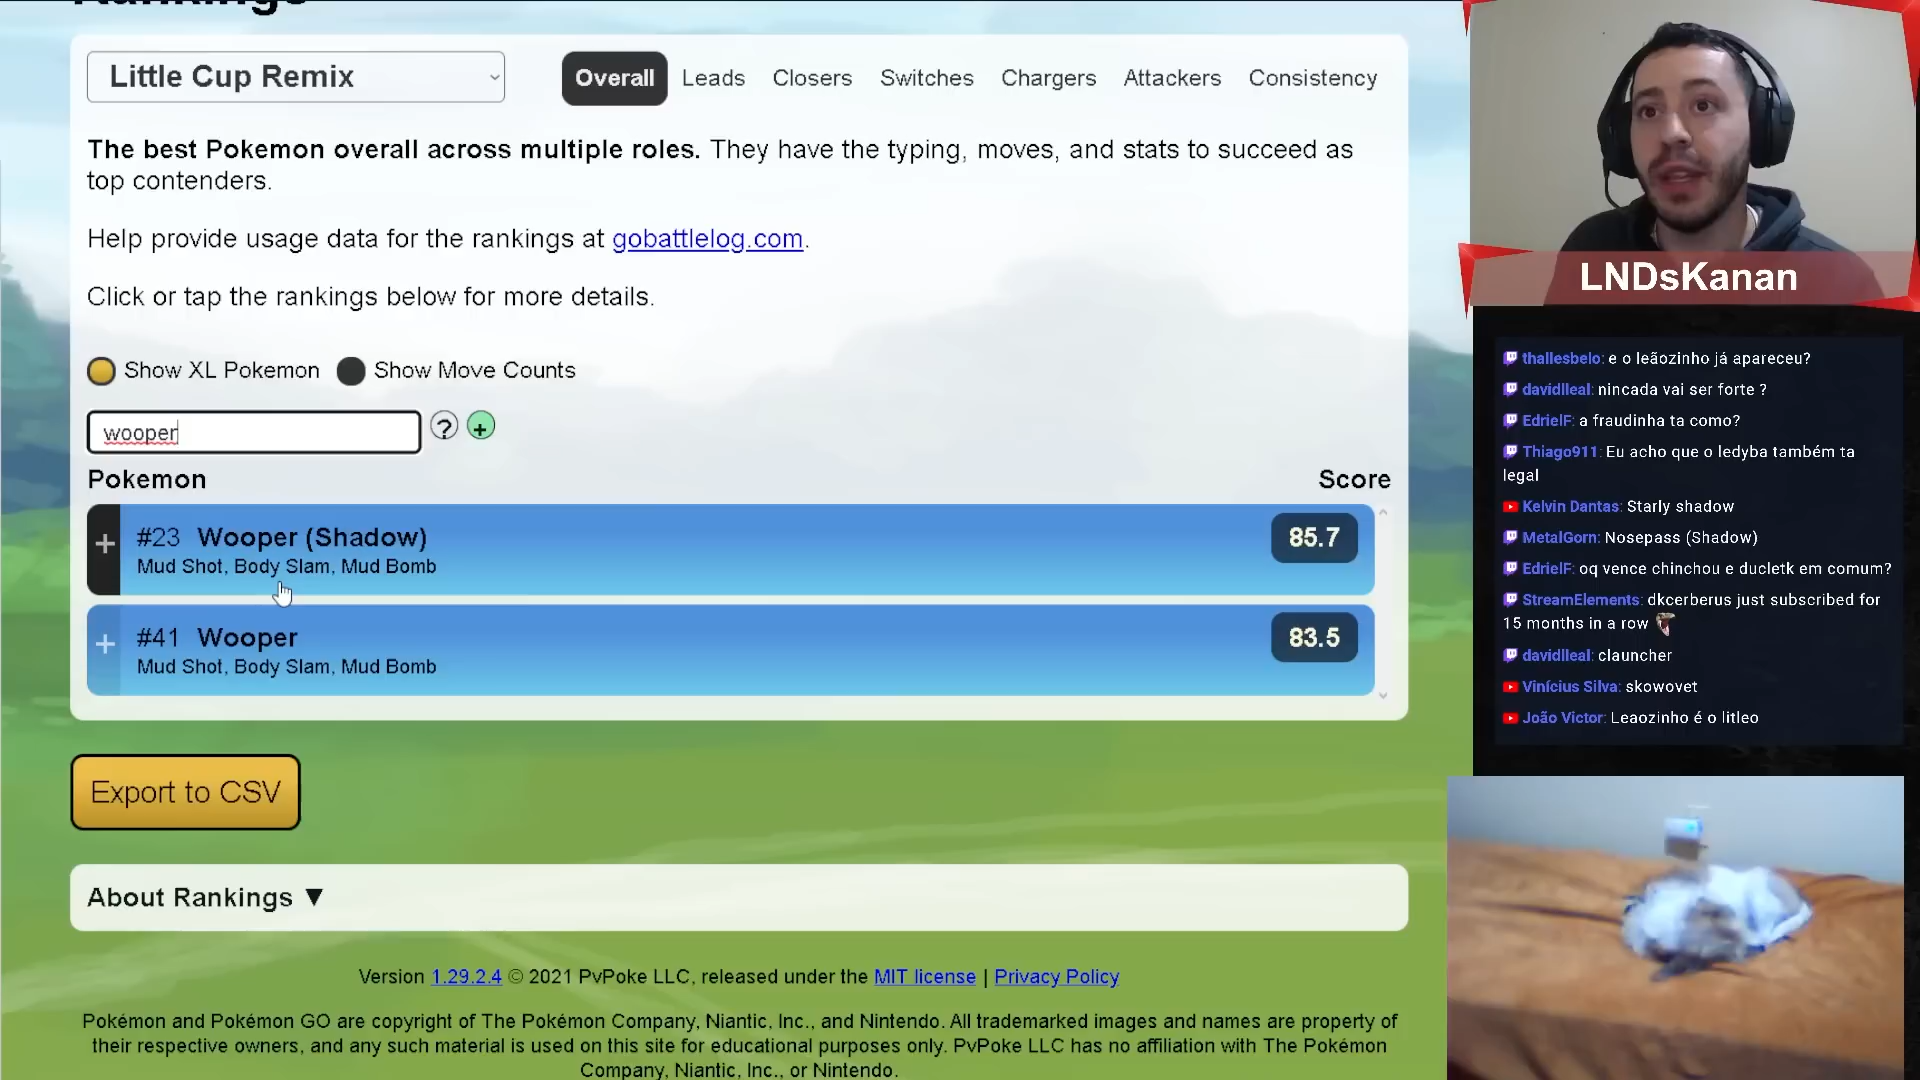 Rankings
Little Cup Remix
Overall Leads Closers Switches Chargers Attackers Consistency
The best Pokemon overall across multiple roles. They have the typing, moves, and stats to succeed as
top contenders.
Help provide usage data for the rankings at gobattlelog.com.
Click or tap the rankings below for more details.
Show XL Pokemon Show Move Counts
wooper ? +
Pokemon Score
+ #23 Wooper (Shadow) 85.7
Mud Shot, Body Slam, Mud Bomb
+ #41 Wooper 83.5
Mud Shot, Body Slam, Mud Bomb
Export to CSV
About Rankings ▼
Version 1.29.2.4 © 2021 PvPoke LLC, released under the MIT license | Privacy Policy
Pokémon and Pokémon GO are copyright of The Pokémon Company, Niantic, Inc., and Nintendo. All trademarked images and names are property of
their respective owners, and any such material is used on this site for educational purposes only. PvPoke LLC has no affiliation with The Pokémon
Company, Niantic, Inc., or Nintendo.
LNDsKanan
thallesbelo: e o leãozinho já apareceu?
davidlleal: nincada vai ser forte ?
EdrielF: a fraudinha ta como?
Thiago911: Eu acho que o ledyba também ta
legal
Kelvin Dantas: Starly shadow
MetalGorn: Nosepass (Shadow)
EdrielF: oq vence chinchou e ducletk em comum?
StreamElements: dkcerberus just subscribed for
15 months in a row
davidlleal: clauncher
Vinícius Silva: skowovet
João Victor: Leaozinho é o litleo